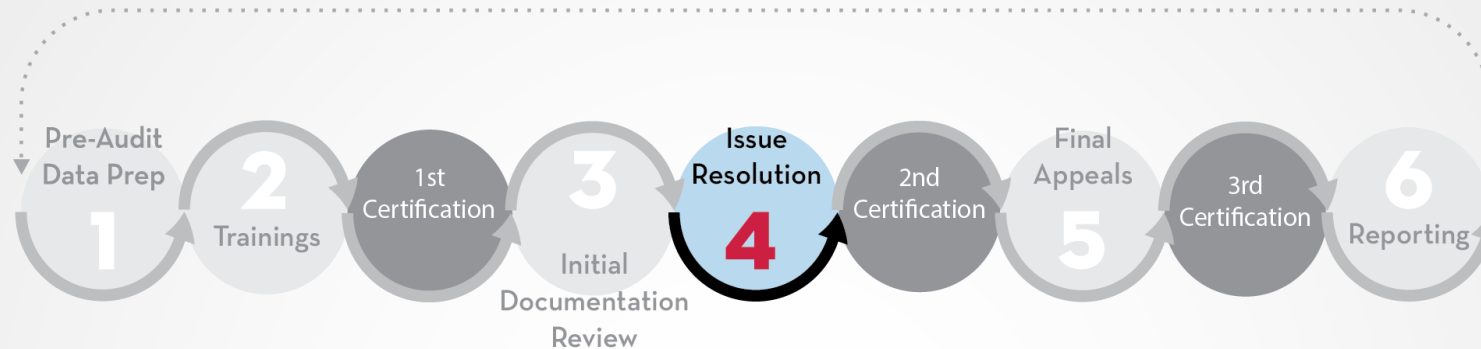 Pre-Audit
Data Prep
1
2
Trainings
1st
Certification
3
Initial
Documentation
Review
Issue
Resolution
4
2nd
Certification
Final
Appeals
5
3rd
Certification
6
Reporting